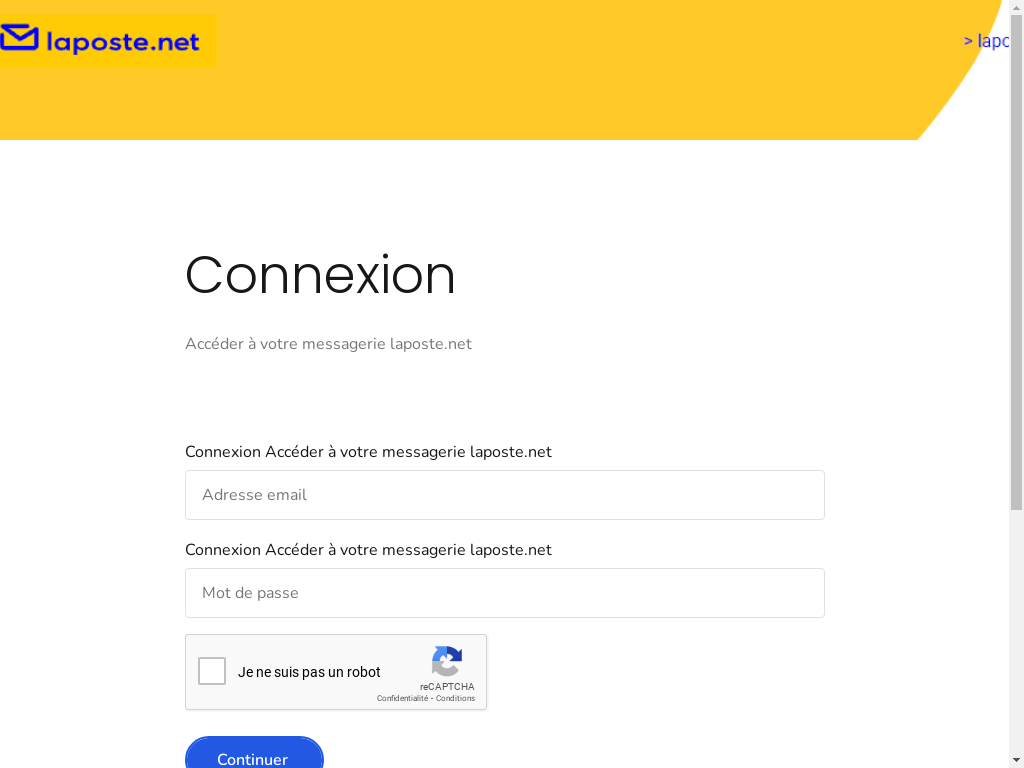 laposte.net
> lapo
Connexion
Accéder à votre messagerie laposte.net
Connexion Accéder à votre messagerie laposte.net
Adresse email
Connexion Accéder à votre messagerie laposte.net
Mot de passe
Je ne suis pas un robot
reCAPTCHA
Confidentialité - Conditions
Continuer